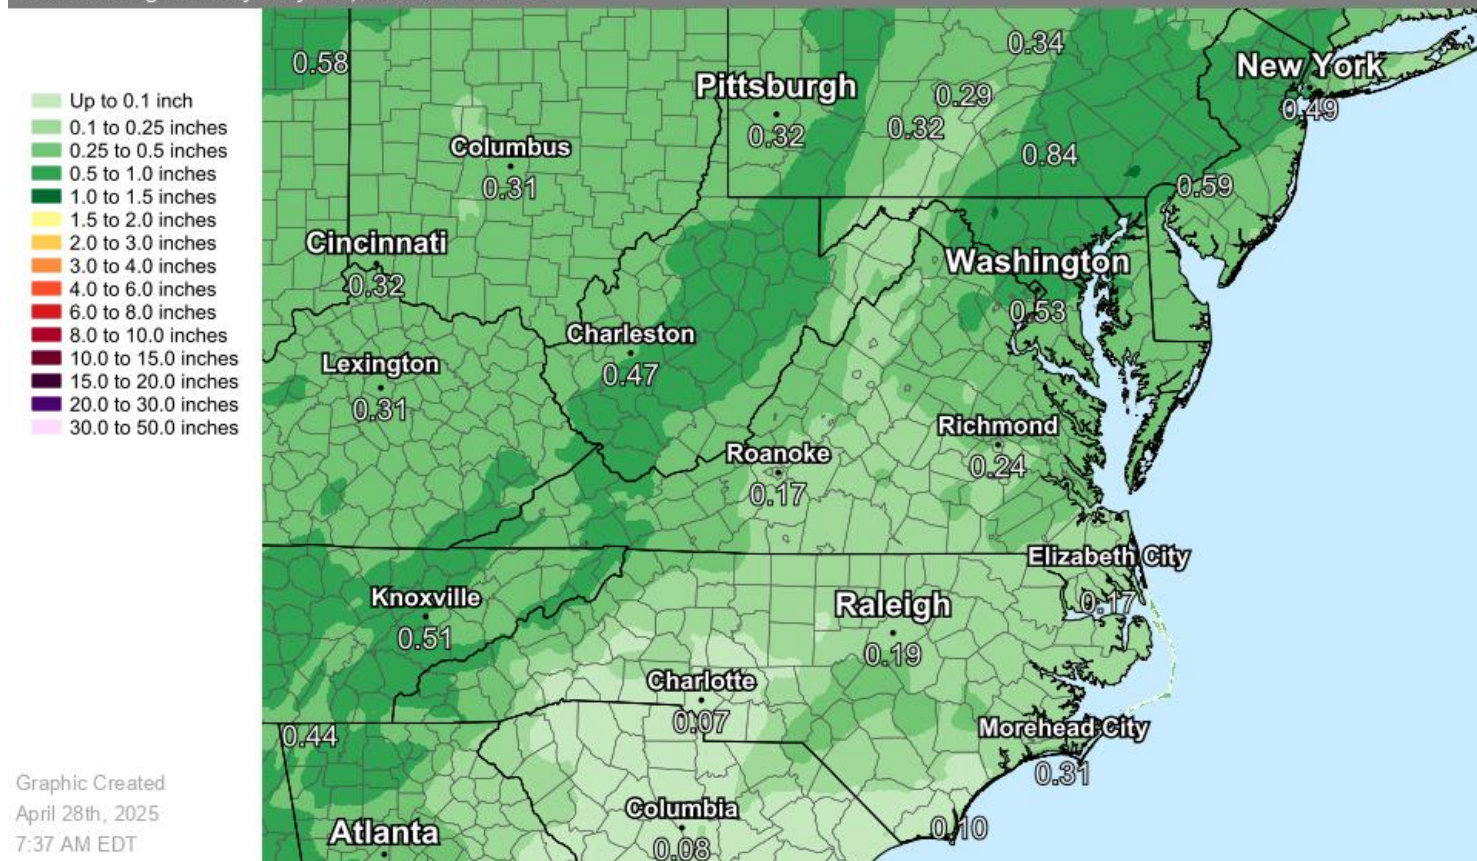 Up to 0.1 inch
0.1 to 0.25 inches
0.25 to 0.5 inches
0.5 to 1.0 inches
1.0 to 1.5 inches
1.5 to 2.0 inches
2.0 to 3.0 inches
3.0 to 4.0 inches
4.0 to 6.0 inches
6.0 to 8.0 inches
8.0 to 10.0 inches
10.0 to 15.0 inches
15.0 to 20.0 inches
20.0 to 30.0 inches
30.0 to 50.0 inches
Graphic Created
April 28th, 2025
7:37 AM EDT
0.58
0.34
New York
0.49
Pittsburgh
0.32
0.29
0.32
0.84
Columbus
0.31
0.59
Cincinnati
0.32
Washington
0.53
Charleston
0.47
Lexington
0.31
Richmond
0.24
Roanoke
0.17
Elizabeth City
0.17
Knoxville
0.51
Raleigh
0.19
Charlotte
0.07
0.44
Morehead City
0.31
Columbia
0.08
0.10
Atlanta